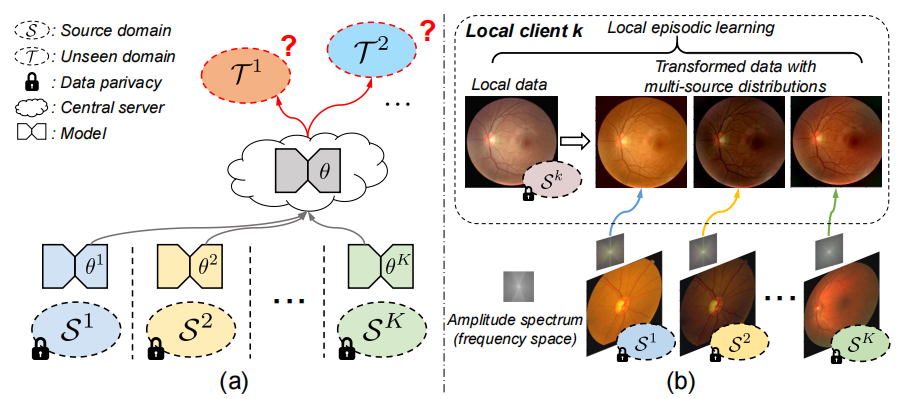 S : Source domain
T : Unseen domain
: Data parivacy
: Central server
: Model
T¹
?
T²
?
...
θ
θ¹
θ²
θᴷ
...
S¹
S²
Sᴷ
(a)
Local client k
Local episodic learning
Local data
Transformed data with
multi-source distributions
Sᵏ
Amplitude spectrum
(frequency space)
S¹
S²
...
Sᴷ
(b)